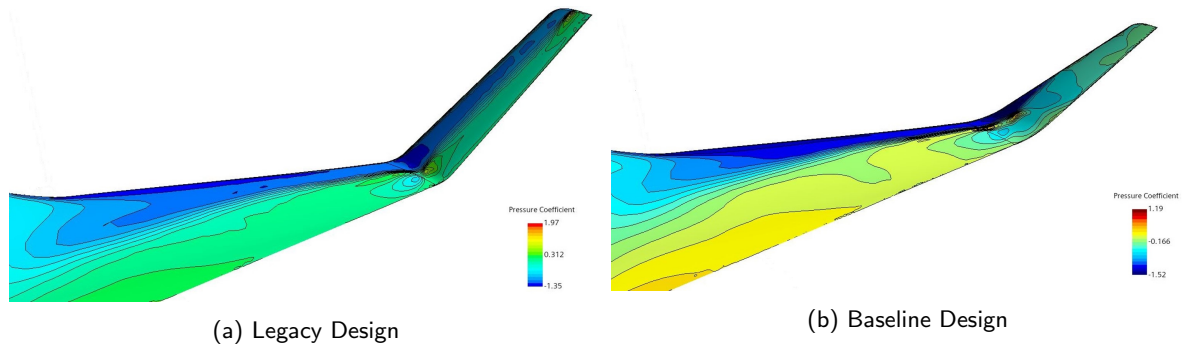 Pressure Coefficient
1.97
0.312
-1.35
(a) Legacy Design
Pressure Coefficient
1.19
-0.166
-1.52
(b) Baseline Design